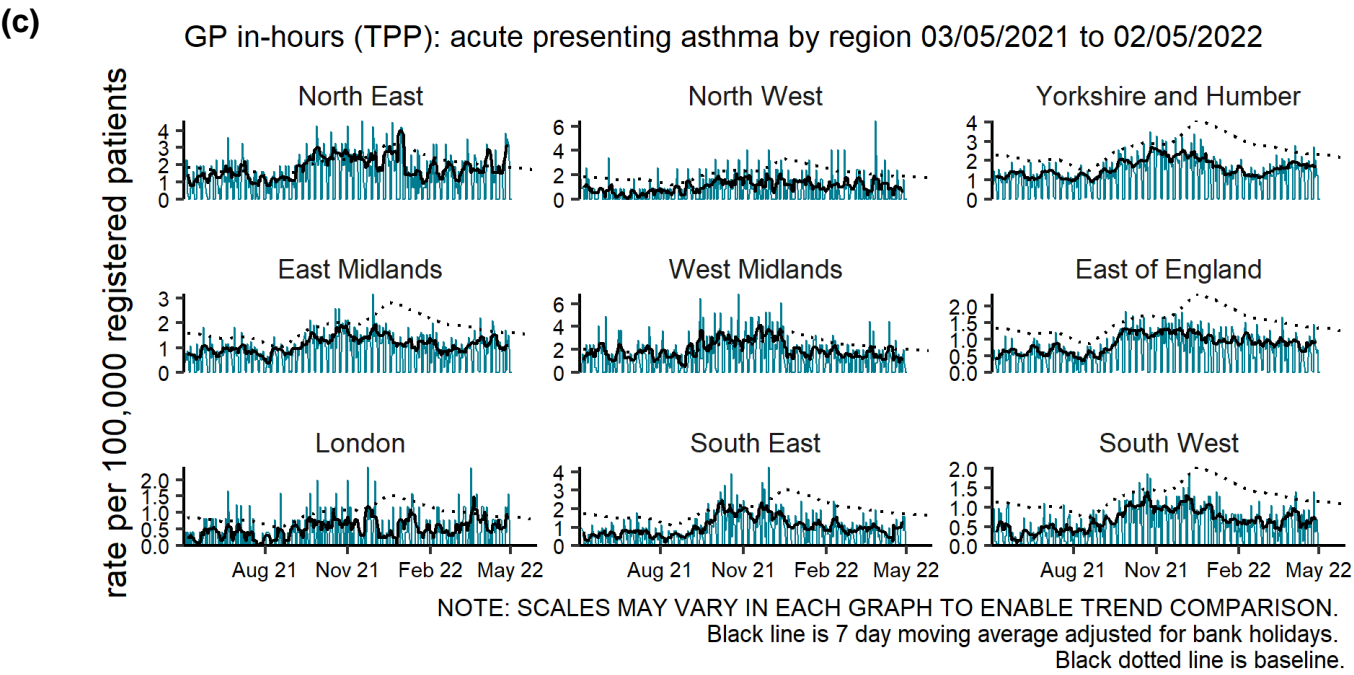 (c)
GP in-hours (TPP): acute presenting asthma by region 03/05/2021 to 02/05/2022
rate per 100,000 registered patients
North East
4
3
2
1
0
North West
6
4
2
0
Yorkshire and Humber
4
3
2
1
0
East Midlands
3
2
1
0
West Midlands
6
4
2
0
East of England
2.0
1.5
1.0
0.5
0.0
London
2.0
1.5
1.0
0.5
0.0
South East
4
3
2
1
0
South West
2.0
1.5
1.0
0.5
0.0
Aug 21 Nov 21 Feb 22 May 22
Aug 21 Nov 21 Feb 22 May 22
Aug 21 Nov 21 Feb 22 May 22
NOTE: SCALES MAY VARY IN EACH GRAPH TO ENABLE TREND COMPARISON.
Black line is 7 day moving average adjusted for bank holidays.
Black dotted line is baseline.